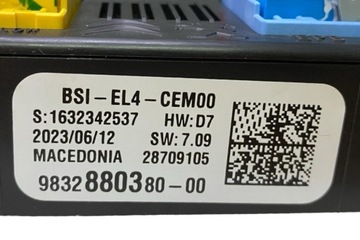 BSI-EL4-CEM00
S:1632342537 HW:D7
2023/06/12 SW: 7.09
MACEDONIA 28709105
9832880380-00